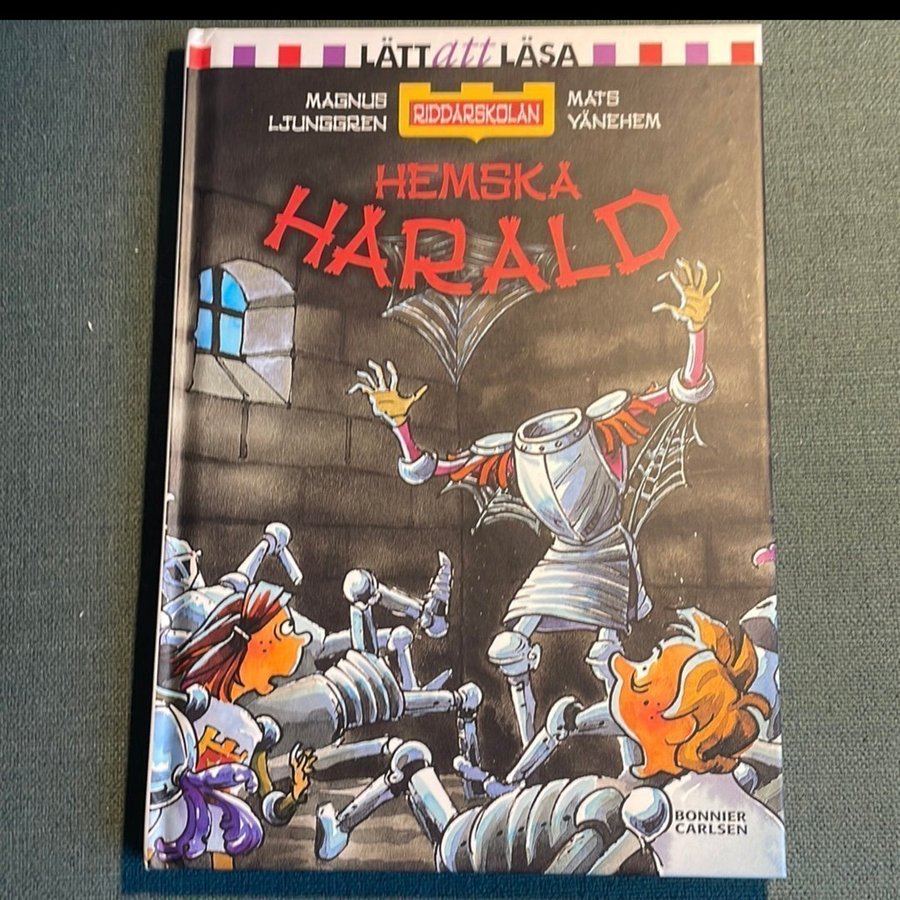 LÄTT att LÄSA
MAGNUS LJUNGGREN
RIDDARSKOLAN
MATS VÄNEHEM
HEMSKA
HARALD
BONNIER
CARLSEN